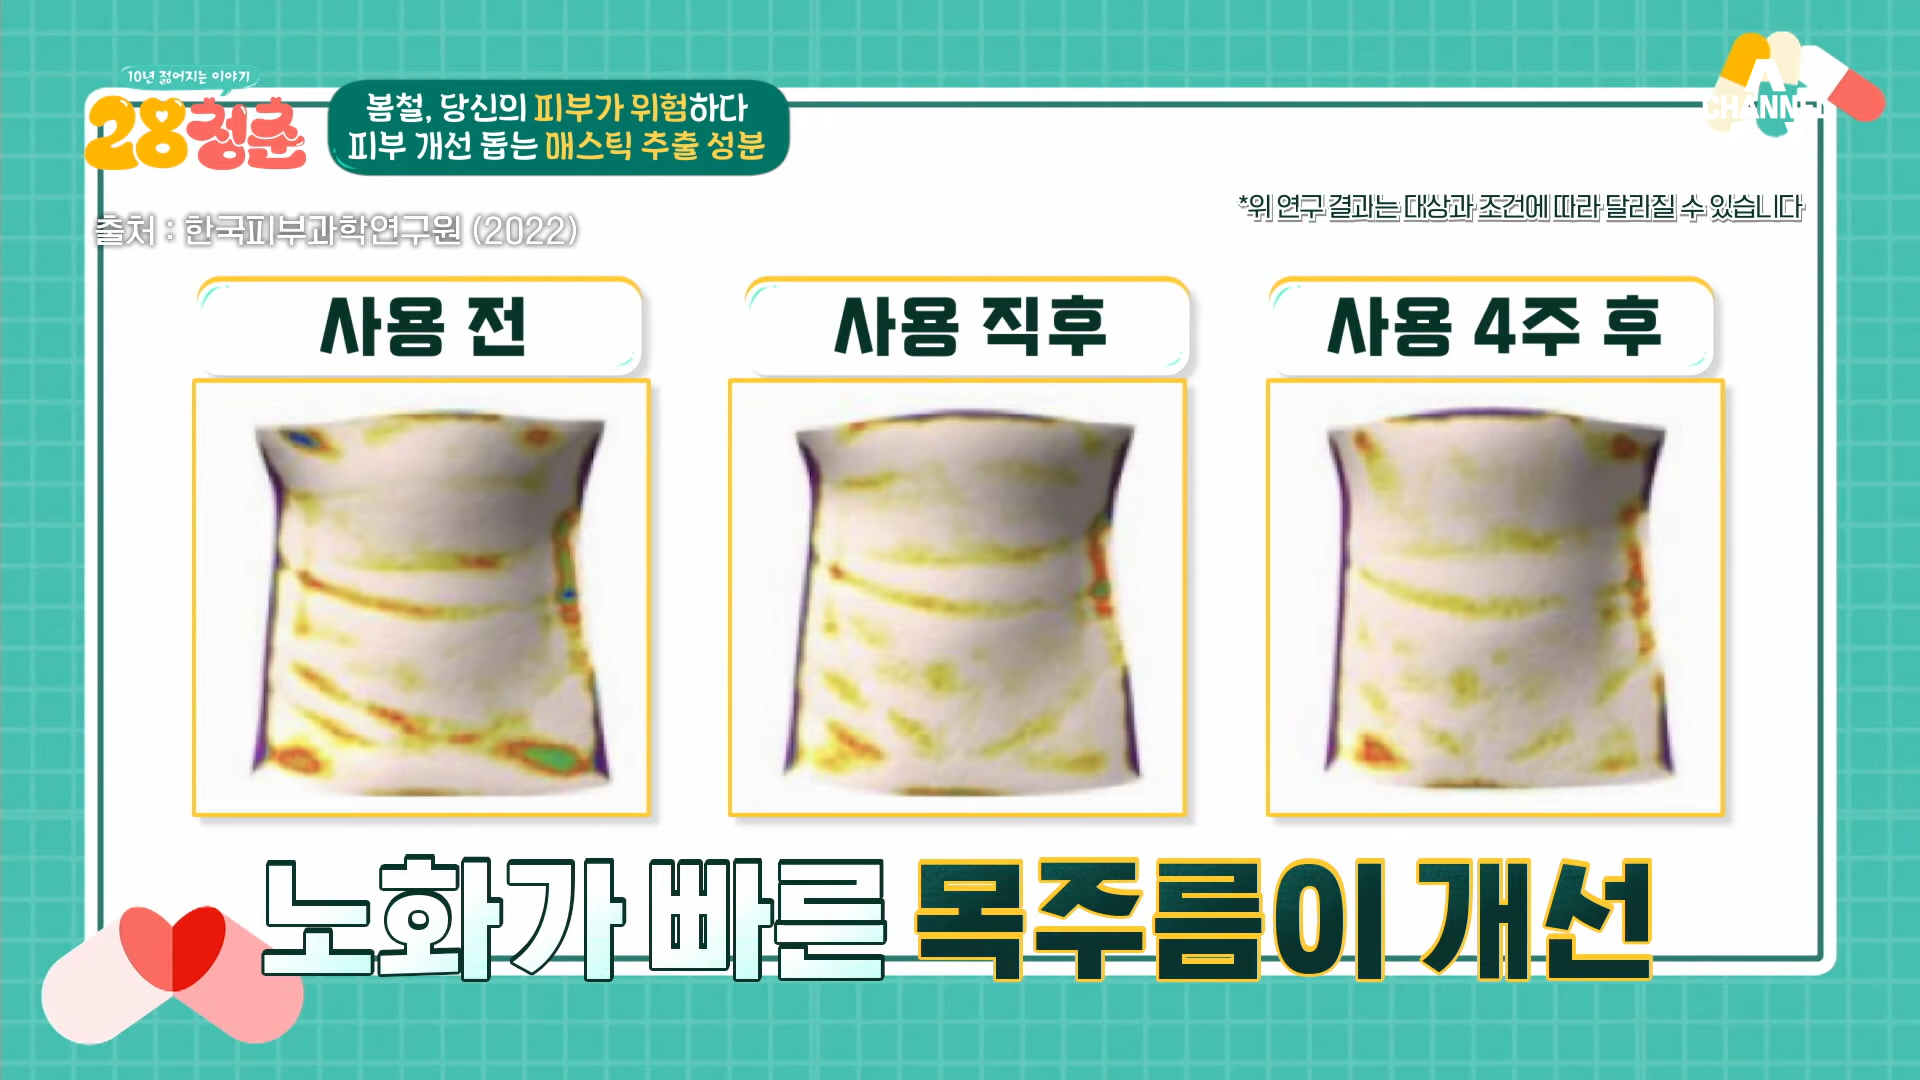 10년 젊어지는 이야기
28청춘
봄철, 당신의 피부가 위험하다
피부 개선 돕는 매스틱 추출 성분
CHANNEL A
*위 연구 결과는 대상과 조건에 따라 달리질 수 있습니다
출처 : 한국피부과학연구원 (2022)
사용 전
사용 직후
사용 4주 후
노화가 빠른 목주름이 개선